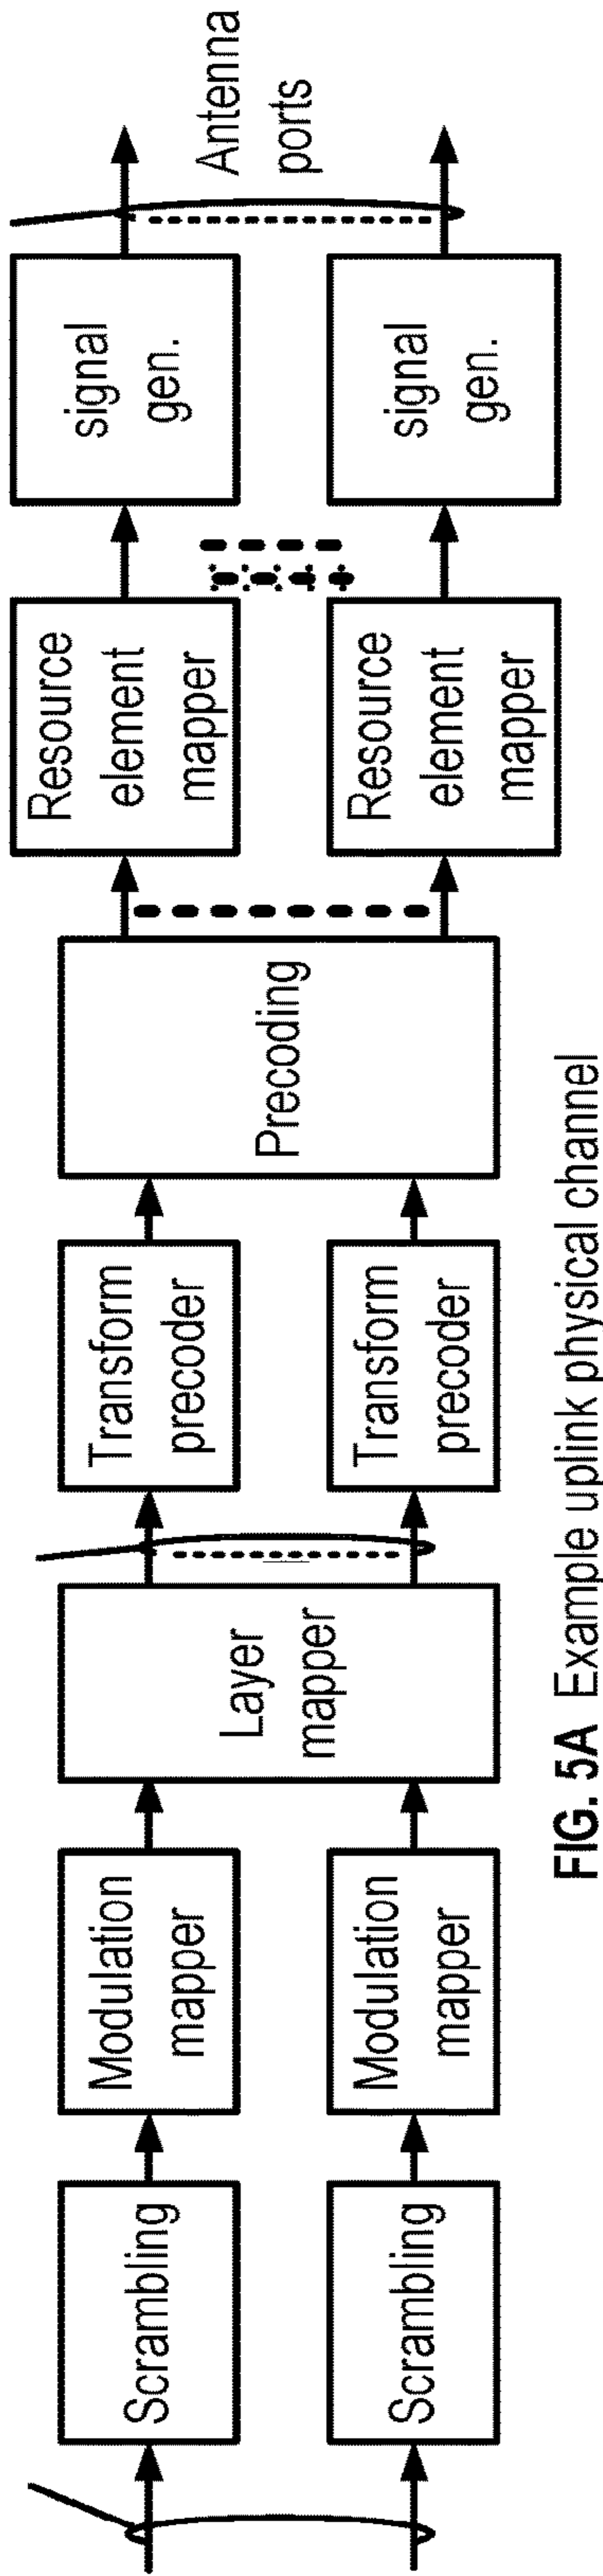 Scrambling
Modulation
mapper
Scrambling
Modulation
mapper
Layer
mapper
Transform
precoder
Transform
precoder
Precoding
Resource
element
mapper
Resource
element
mapper
signal
gen.
signal
gen.
Antenna
ports
FIG. 5A Example uplink physical channel